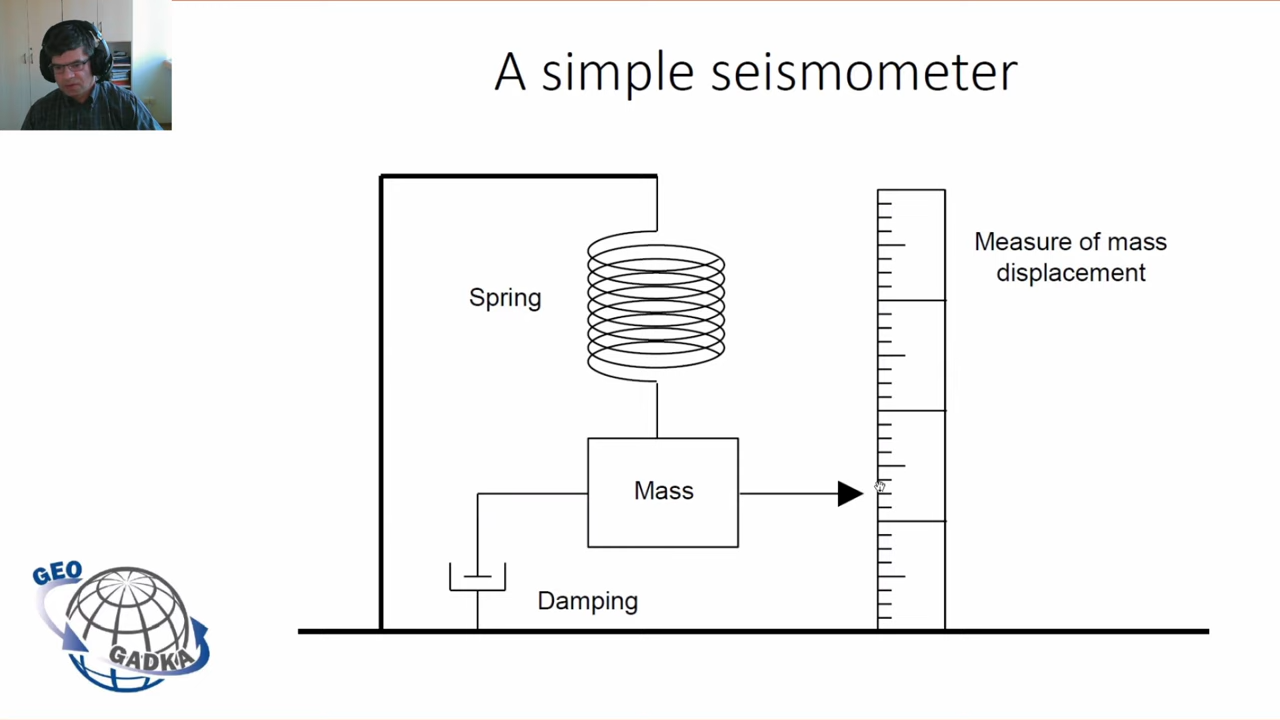 A simple seismometer
Measure of mass
displacement
Spring
Mass
Damping
GEO
GADKA